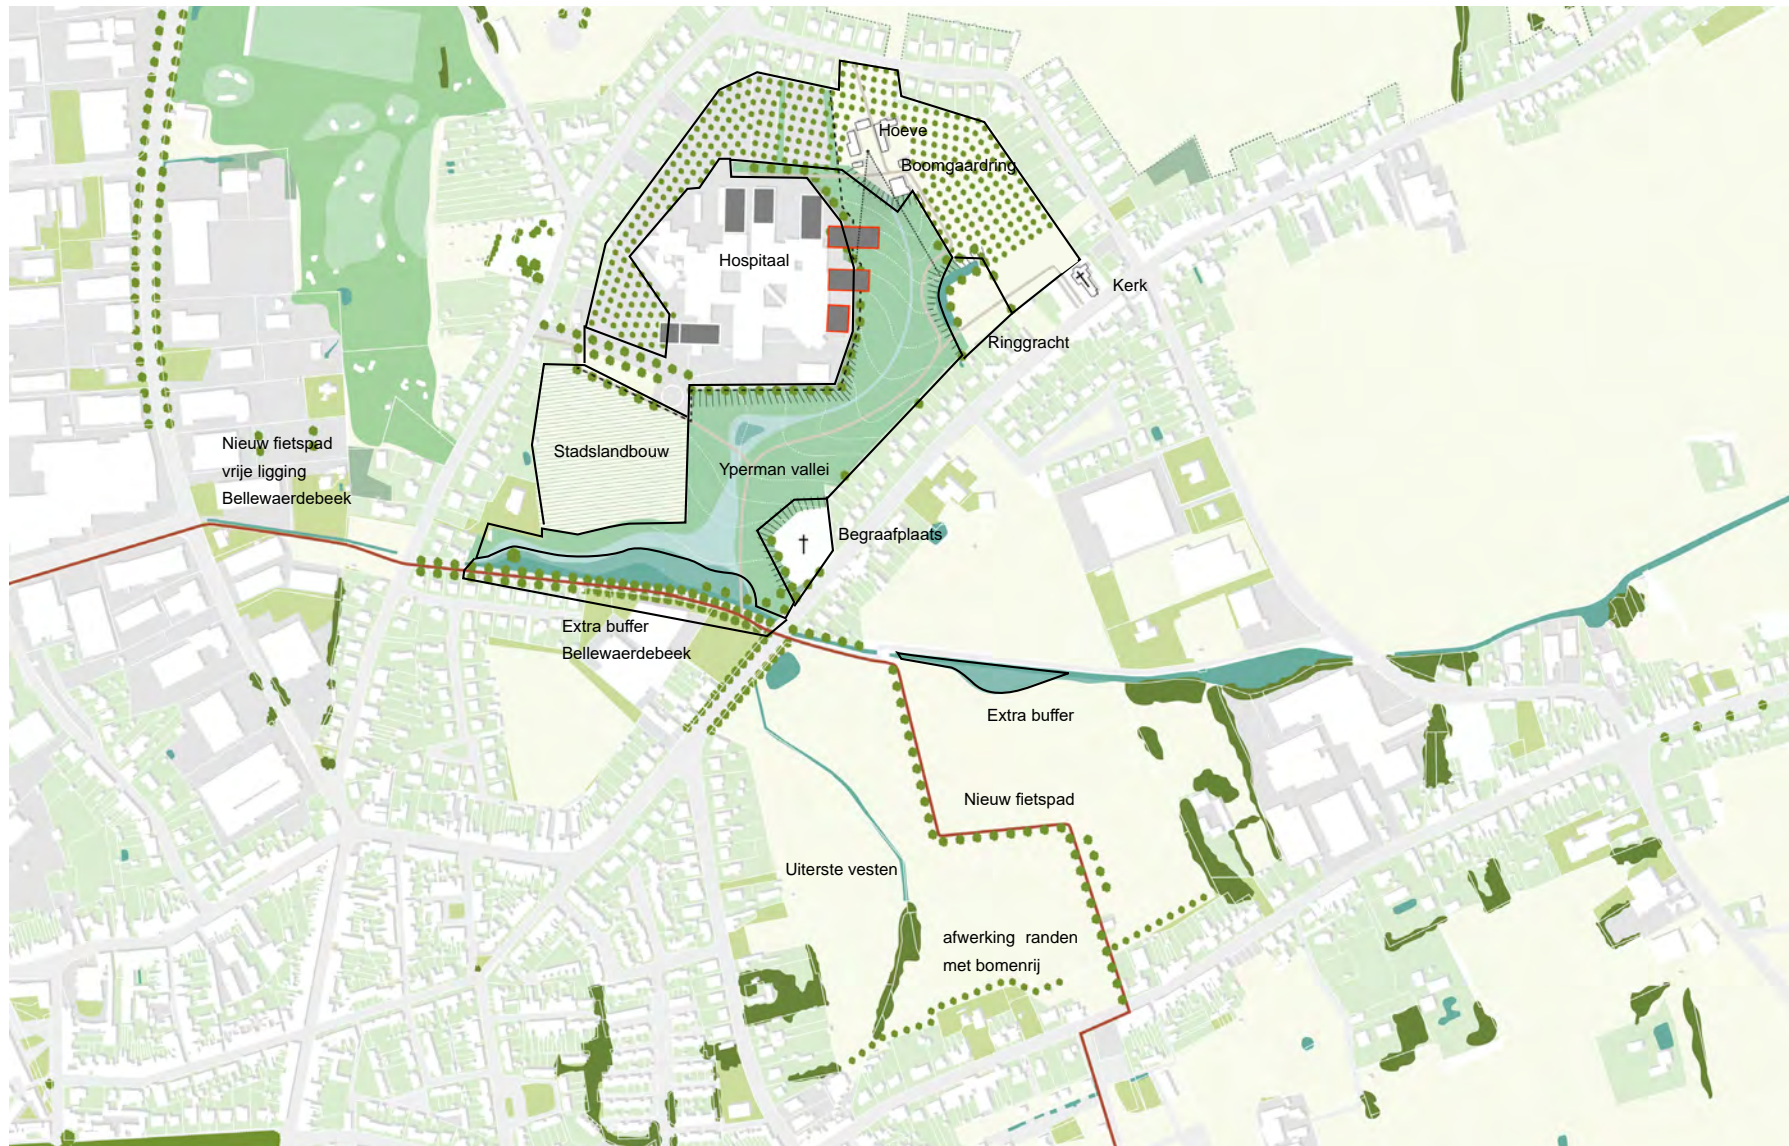 Hoeve
Boomgaardring
Hospitaal
Kerk
Ringgracht
Nieuw fietspad
vrije ligging
Bellewaerdebeek
Stadslandbouw
Yperman vallei
Begraafplaats
Extra buffer
Bellewaerdebeek
Extra buffer
Nieuw fietspad
Uiterste vesten
afwerking randen
met bomenrij